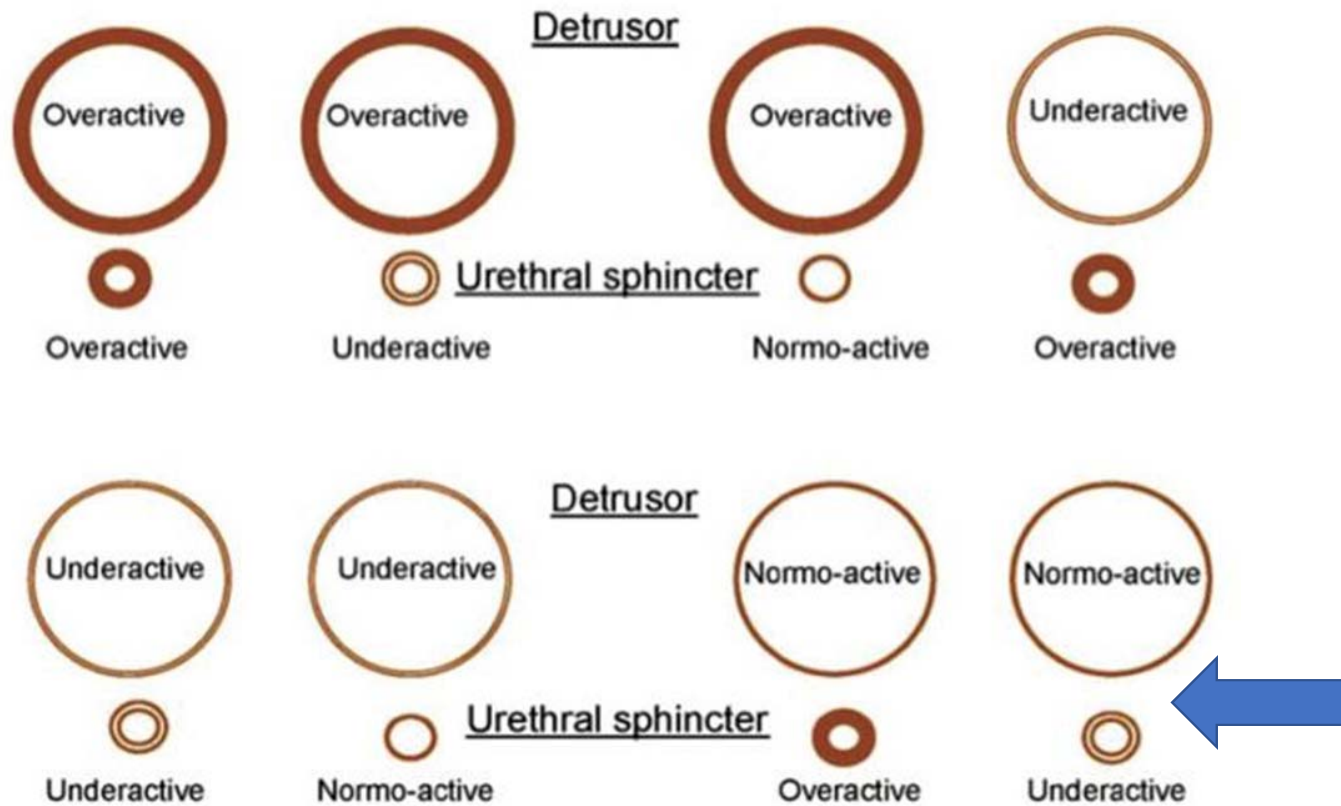 Detrusor
Overactive Overactive Overactive Underactive
Urethral sphincter
Overactive Underactive Normo-active Overactive
Detrusor
Underactive Underactive Normo-active Normo-active
Urethral sphincter
Underactive Normo-active Overactive Underactive